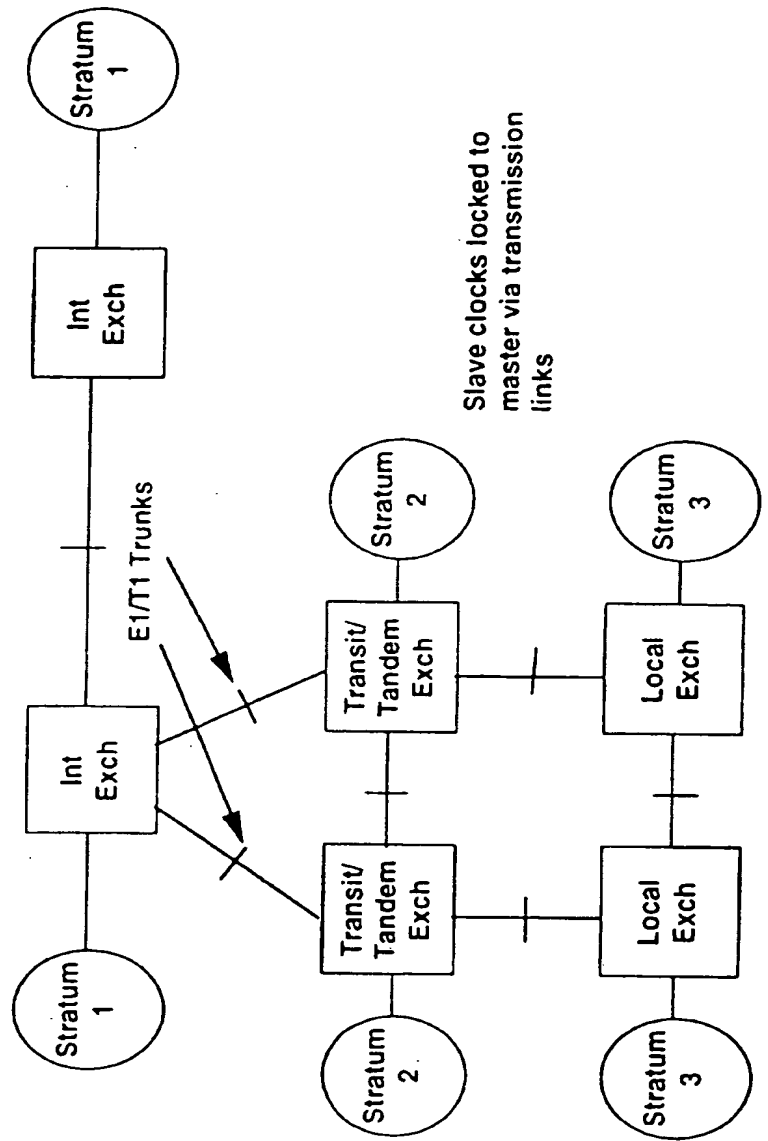 Stratum
1
Int
Exch
Int
Exch
Stratum
1
E1/T1 Trunks
Stratum
2
Transit/
Tandem
Exch
Transit/
Tandem
Exch
Stratum
2
Slave clocks locked to
master via transmission
links
Stratum
3
Local
Exch
Local
Exch
Stratum
3